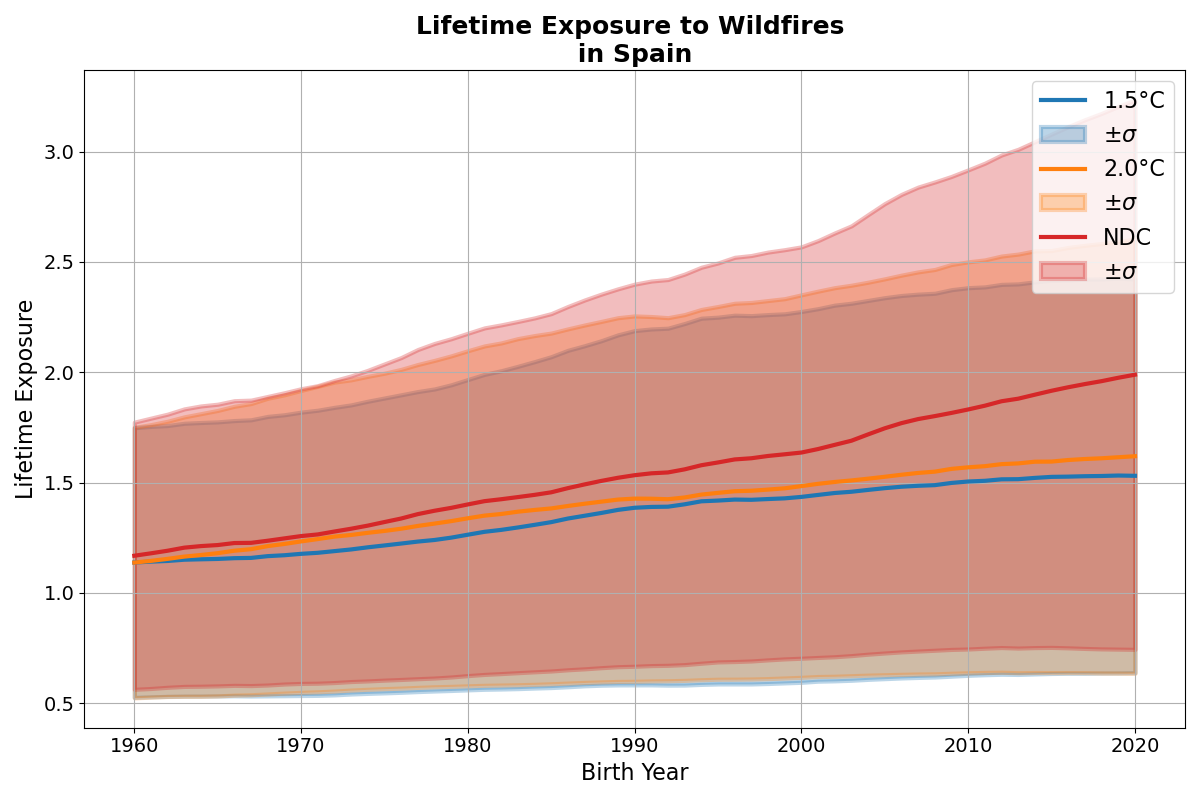 Lifetime Exposure to Wildfires
in Spain
1.5°C
±σ
2.0°C
±σ
NDC
±σ
Lifetime Exposure
3.0
2.5
2.0
1.5
1.0
0.5
1960
1970
1980
1990
2000
2010
2020
Birth Year